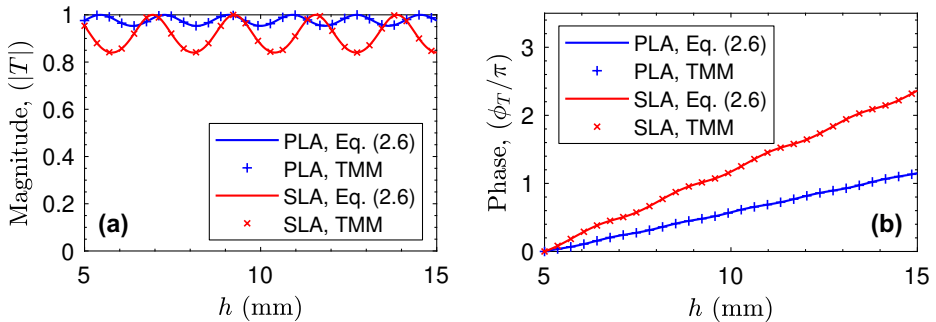 1
0.8
0.6
0.4
0.2
0
Magnitude, (|T|)
PLA, Eq. (2.6)
PLA, TMM
SLA, Eq. (2.6)
SLA, TMM
(a)
5
10
15
h (mm)
3
2
1
0
Phase, (ϕ_T/π)
PLA, Eq. (2.6)
PLA, TMM
SLA, Eq. (2.6)
SLA, TMM
(b)
5
10
15
h (mm)